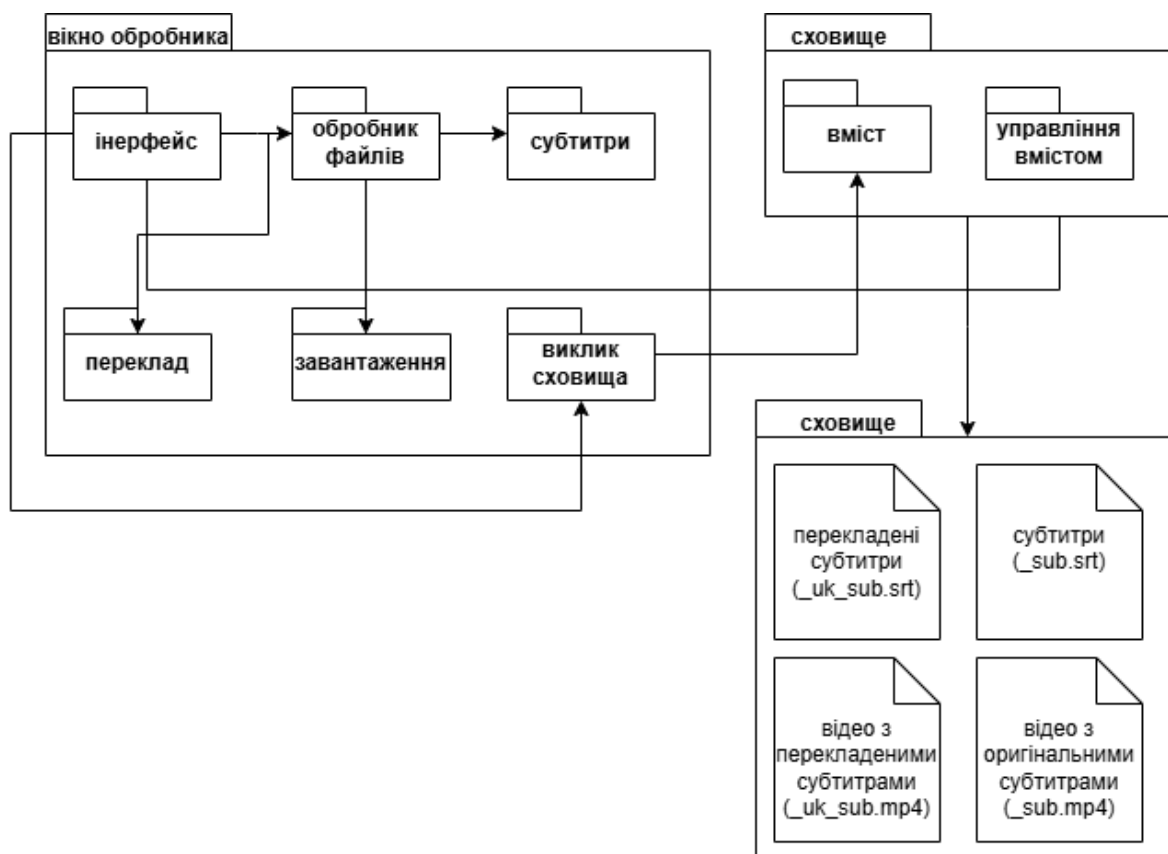 вікно обробника
інерфейс
обробник
файлів
субтитри
переклад
завантаження
виклик
сховища
сховище
вміст
управління
вмістом
сховище
перекладені
субтитри
(_uk_sub.srt)
субтитри
(_sub.srt)
відео з
перекладеними
субтитрами
(_uk_sub.mp4)
відео з
оригінальними
субтитрами
(_sub.mp4)